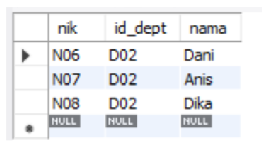 nik id_dept nama
N06 D02 Dani
N07 D02 Anis
N08 D02 Dika
NULL NULL NULL